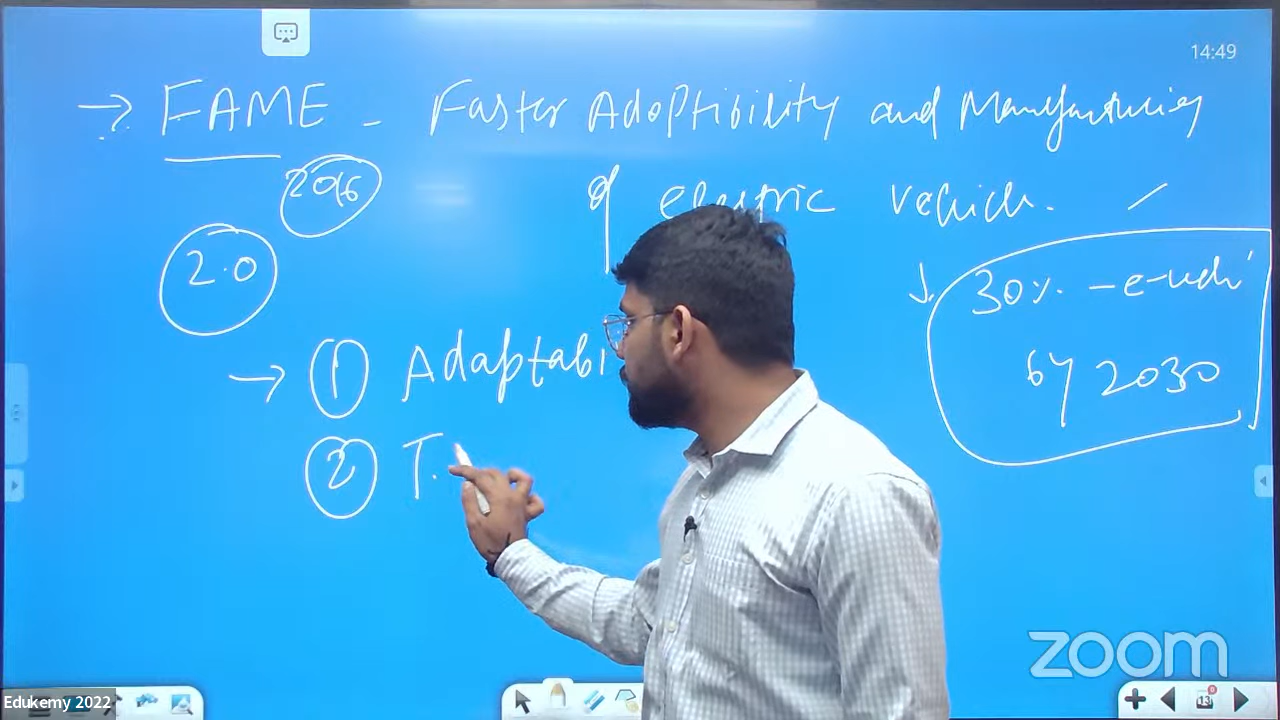 14:49
→ FAME - Faster Adoptibility and Manufacturing
of electric vehicle.
2016
2.0
↓ 30% - e-vehi
by 2030
→ ① Adaptabi
② T.
zoom
Edukemy 2022
13